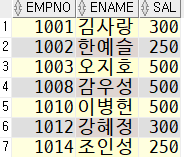 EMPNO ENAME SAL
1 1001 김사랑 300
2 1002 한예슬 250
3 1003 오지호 500
4 1008 감우성 500
5 1010 이병헌 500
6 1012 강혜정 300
7 1014 조인성 250